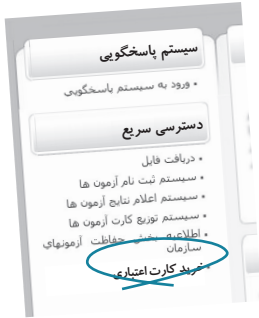 سیستم پاسخگویی
• ورود به سیستم پاسخگویی
دسترسی سریع
• دریافت فایل
• سیستم ثبت نام آزمون ها
• سیستم اعلام نتایج آزمون ها
• سیستم توزیع کارت آزمون ها
• اطلاعیه بخش حفاظت آزمونهای
سازمان
• خرید کارت اعتباری